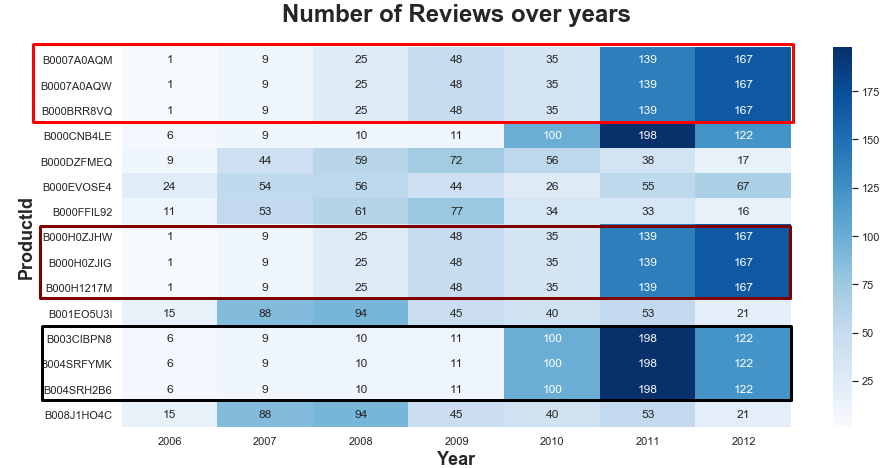 Number of Reviews over years
B0007A0AQM 1 9 25 48 35 139 167
B0007A0AQW 1 9 25 48 35 139 167
B000BRR8VQ 1 9 25 48 35 139 167
B000CNB4LE 6 9 10 11 100 198 122
B000DZFMEQ 9 44 59 72 56 38 17
B000EVOSE4 24 54 56 44 26 55 67
B000FFIL92 11 53 61 77 34 33 16
B000H0ZJHW 1 9 25 48 35 139 167
B000H0ZJIG 1 9 25 48 35 139 167
B000H1217M 1 9 25 48 35 139 167
B001EO5U3I 15 88 94 45 40 53 21
B003CIBPN8 6 9 10 11 100 198 122
B004SRFYMK 6 9 10 11 100 198 122
B004SRH2B6 6 9 10 11 100 198 122
B008J1HO4C 15 88 94 45 40 53 21
2006 2007 2008 2009 2010 2011 2012
Year
ProductId
175
150
125
100
75
50
25